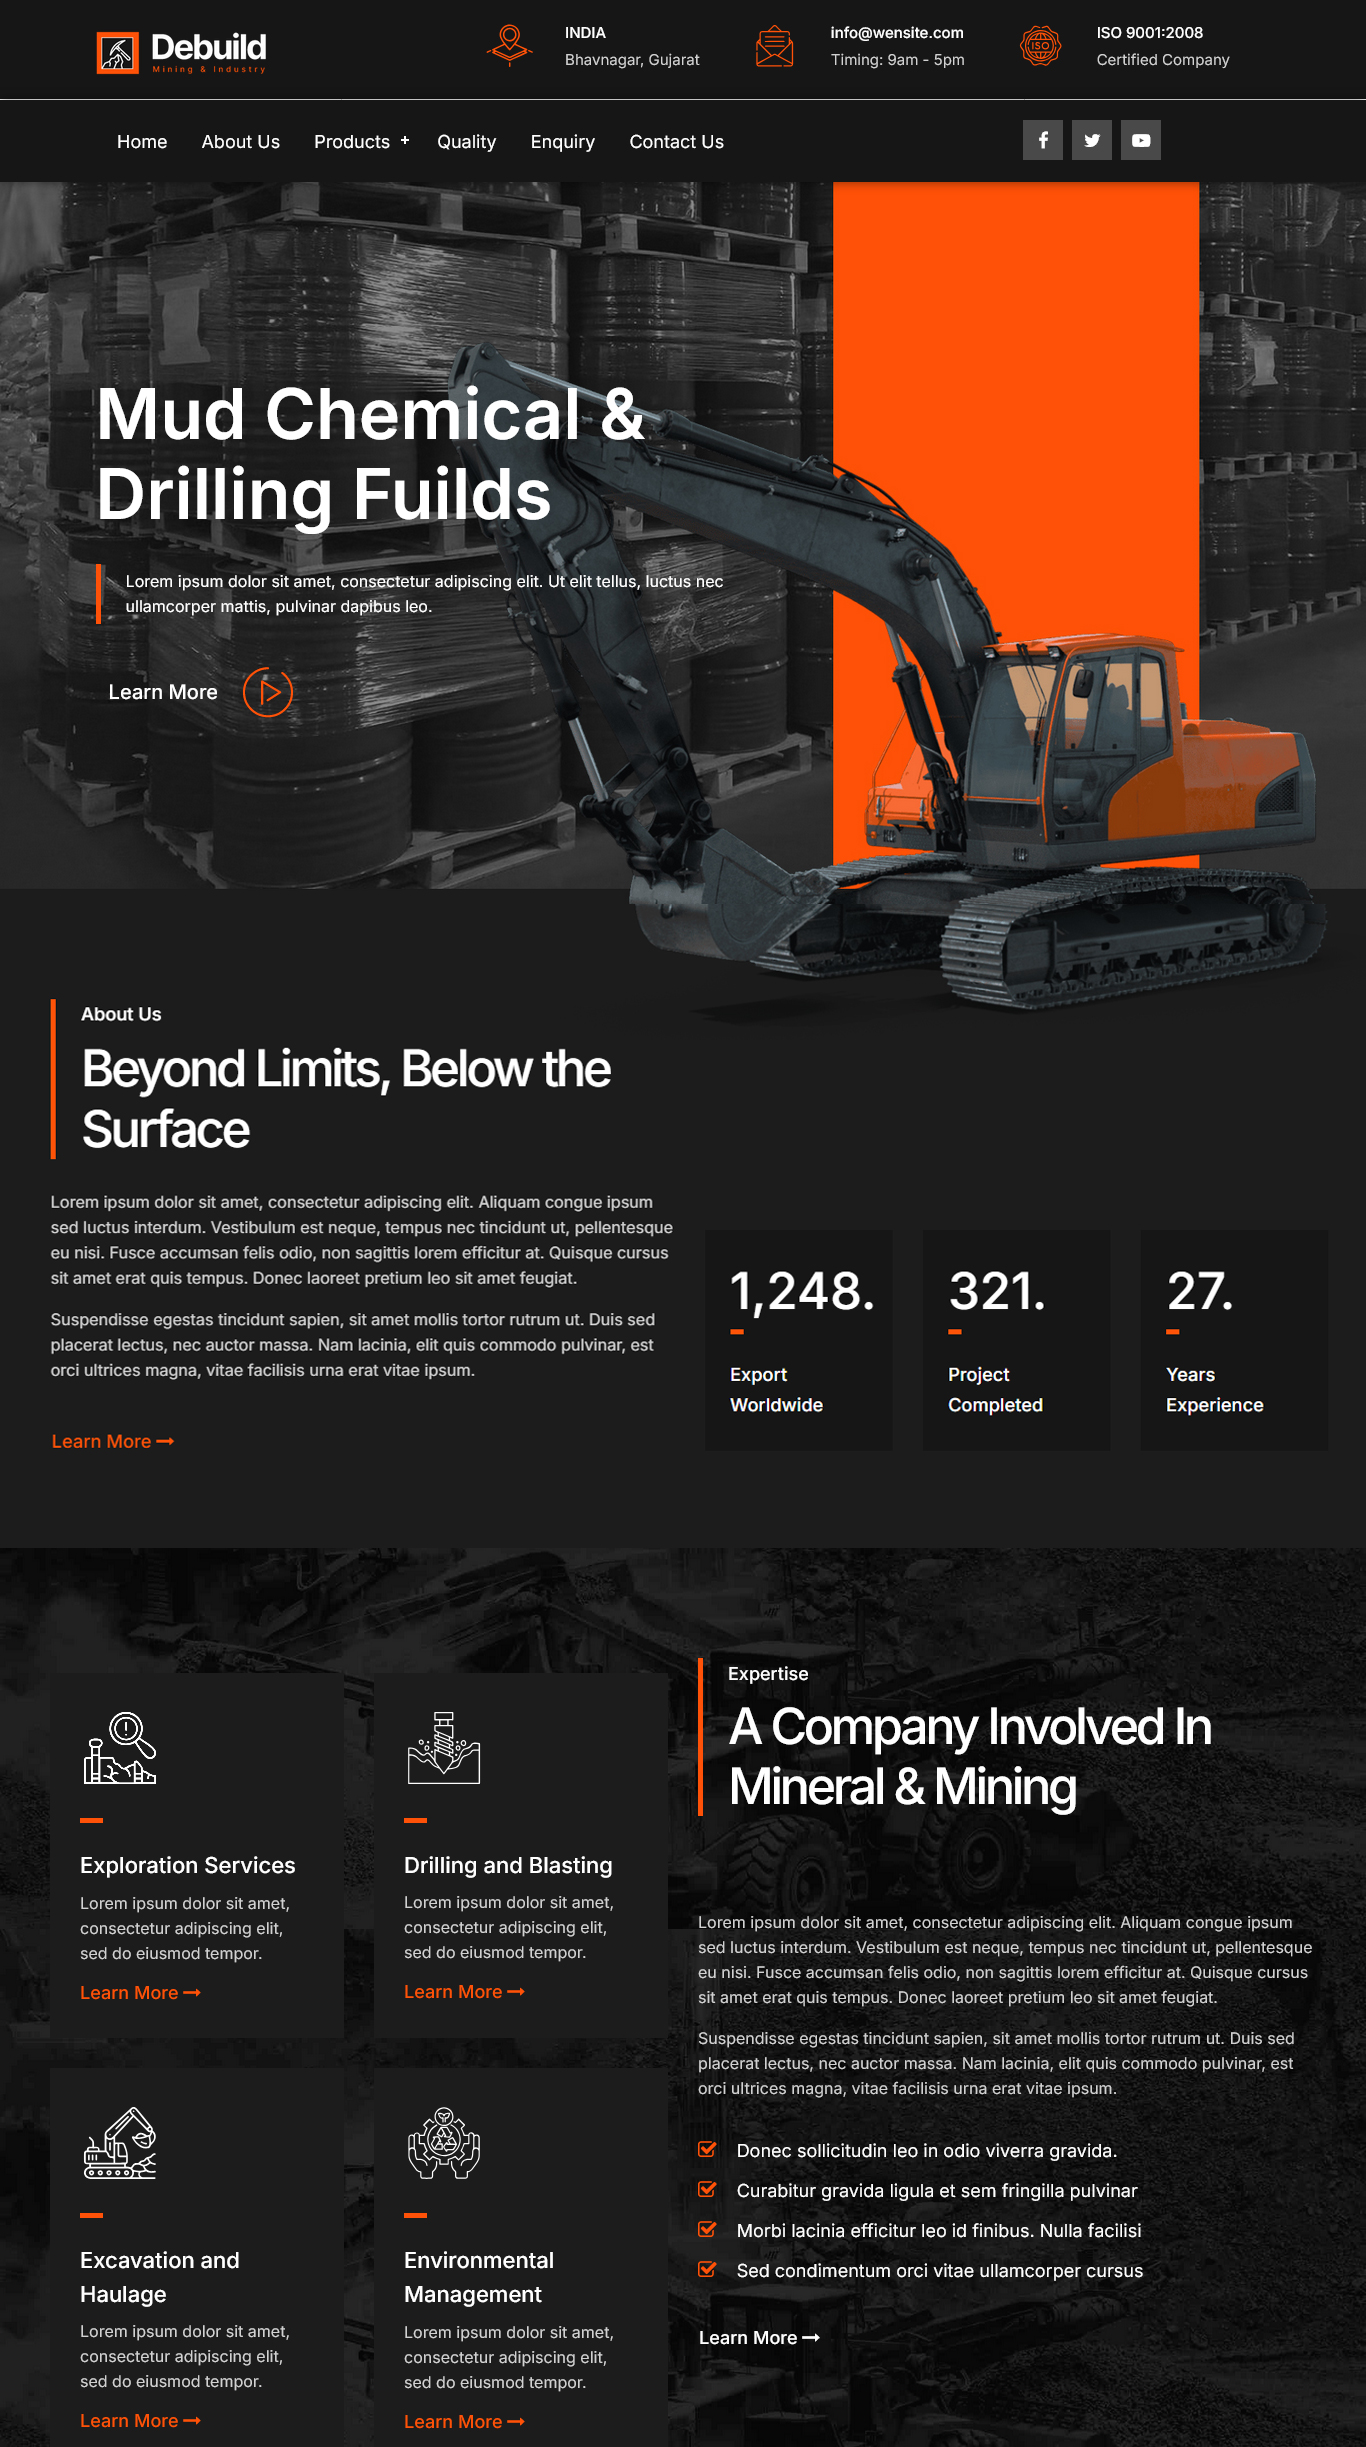 Debuild
Mining & Industry
INDIA
Bhavnagar, Gujarat
info@wensite.com
Timing: 9am - 5pm
ISO
ISO 9001:2008
Certified Company
Home About Us Products + Quality Enquiry Contact Us
Mud Chemical &
Drilling Fuilds
Lorem ipsum dolor sit amet, consectetur adipiscing elit. Ut elit tellus, luctus nec
ullamcorper mattis, pulvinar dapibus leo.
Learn More
About Us
Beyond Limits, Below the
Surface
Lorem ipsum dolor sit amet, consectetur adipiscing elit. Aliquam congue ipsum
sed luctus interdum. Vestibulum est neque, tempus nec tincidunt ut, pellentesque
eu nisi. Fusce accumsan felis odio, non sagittis lorem efficitur at. Quisque cursus
sit amet erat quis tempus. Donec laoreet pretium leo sit amet feugiat.
Suspendisse egestas tincidunt sapien, sit amet mollis tortor rutrum ut. Duis sed
placerat lectus, nec auctor massa. Nam lacinia, elit quis commodo pulvinar, est
orci ultrices magna, vitae facilisis urna erat vitae ipsum.
Learn More
1,248.
Export
Worldwide
321.
Project
Completed
27.
Years
Experience
Exploration Services
Lorem ipsum dolor sit amet,
consectetur adipiscing elit,
sed do eiusmod tempor.
Learn More
Drilling and Blasting
Lorem ipsum dolor sit amet,
consectetur adipiscing elit,
sed do eiusmod tempor.
Learn More
Excavation and
Haulage
Lorem ipsum dolor sit amet,
consectetur adipiscing elit,
sed do eiusmod tempor.
Learn More
Environmental
Management
Lorem ipsum dolor sit amet,
consectetur adipiscing elit,
sed do eiusmod tempor.
Learn More
Expertise
A Company Involved In
Mineral & Mining
Lorem ipsum dolor sit amet, consectetur adipiscing elit. Aliquam congue ipsum
sed luctus interdum. Vestibulum est neque, tempus nec tincidunt ut, pellentesque
eu nisi. Fusce accumsan felis odio, non sagittis lorem efficitur at. Quisque cursus
sit amet erat quis tempus. Donec laoreet pretium leo sit amet feugiat.
Suspendisse egestas tincidunt sapien, sit amet mollis tortor rutrum ut. Duis sed
placerat lectus, nec auctor massa. Nam lacinia, elit quis commodo pulvinar, est
orci ultrices magna, vitae facilisis urna erat vitae ipsum.
Donec sollicitudin leo in odio viverra gravida.
Curabitur gravida ligula et sem fringilla pulvinar
Morbi lacinia efficitur leo id finibus. Nulla facilisi
Sed condimentum orci vitae ullamcorper cursus
Learn More